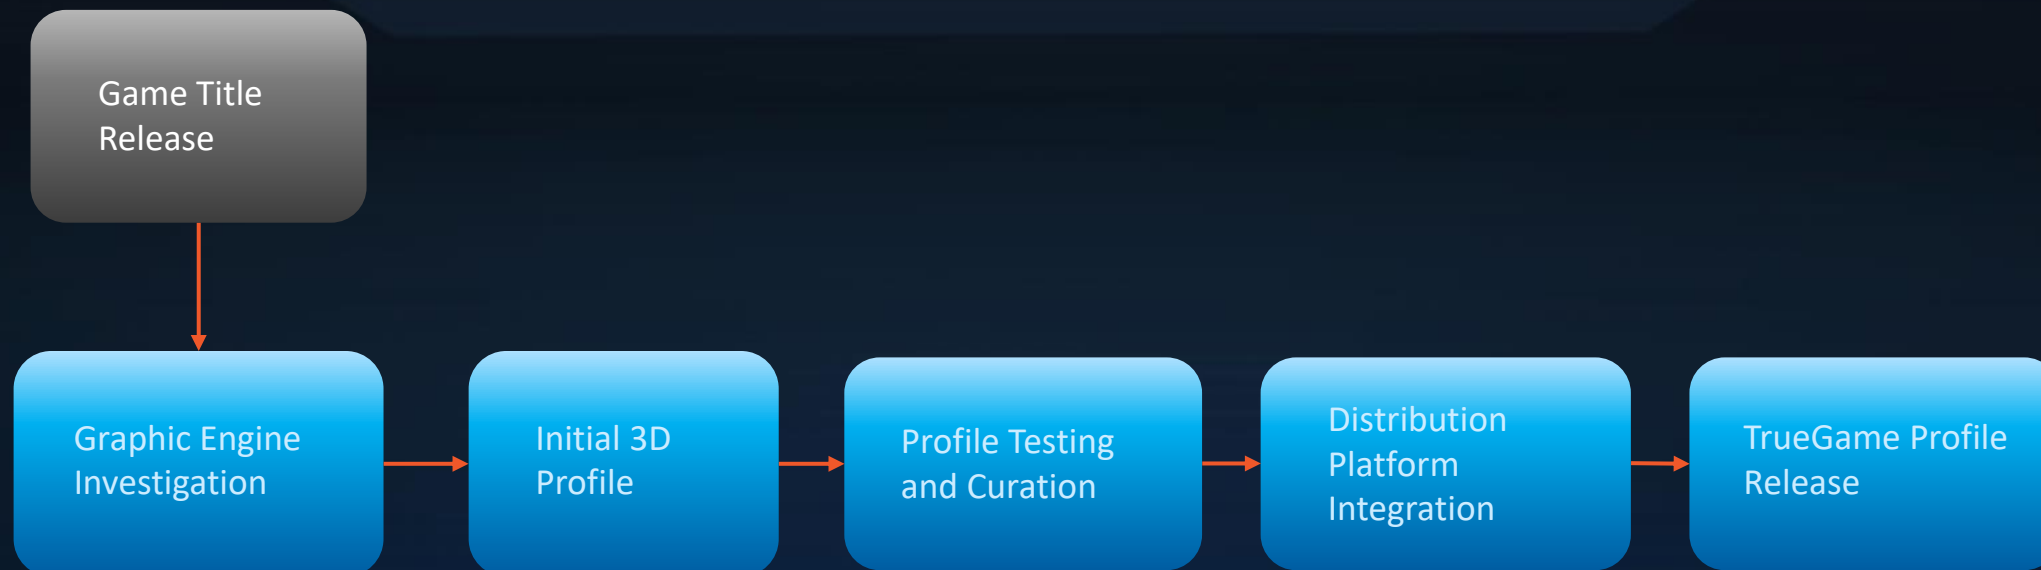 Game Title
Release
Graphic Engine
Investigation
Initial 3D
Profile
Profile Testing
and Curation
Distribution
Platform
Integration
TrueGame Profile
Release